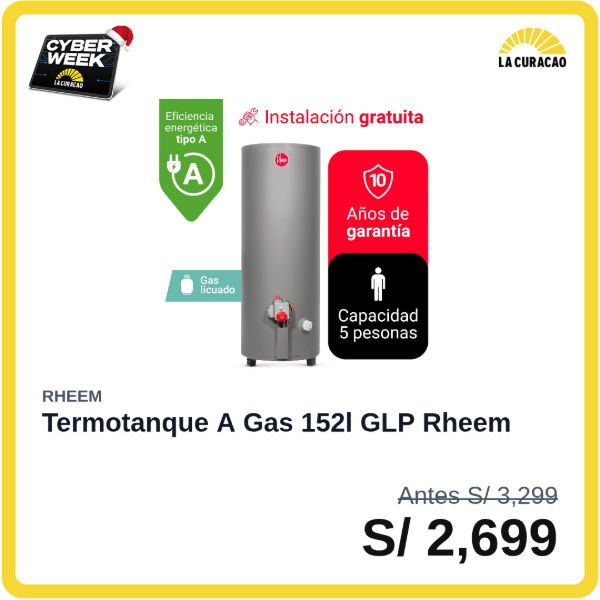 CYBER
WEEK
LA CURACAO
LA CURACAO
Eficiencia
energética
tipo A
A
Instalación gratuita
Rheem
10
Años de
garantía
Gas
licuado
Capacidad
5 pesonas
RHEEM
Termotanque A Gas 152l GLP Rheem
Antes S/ 3,299
S/ 2,699